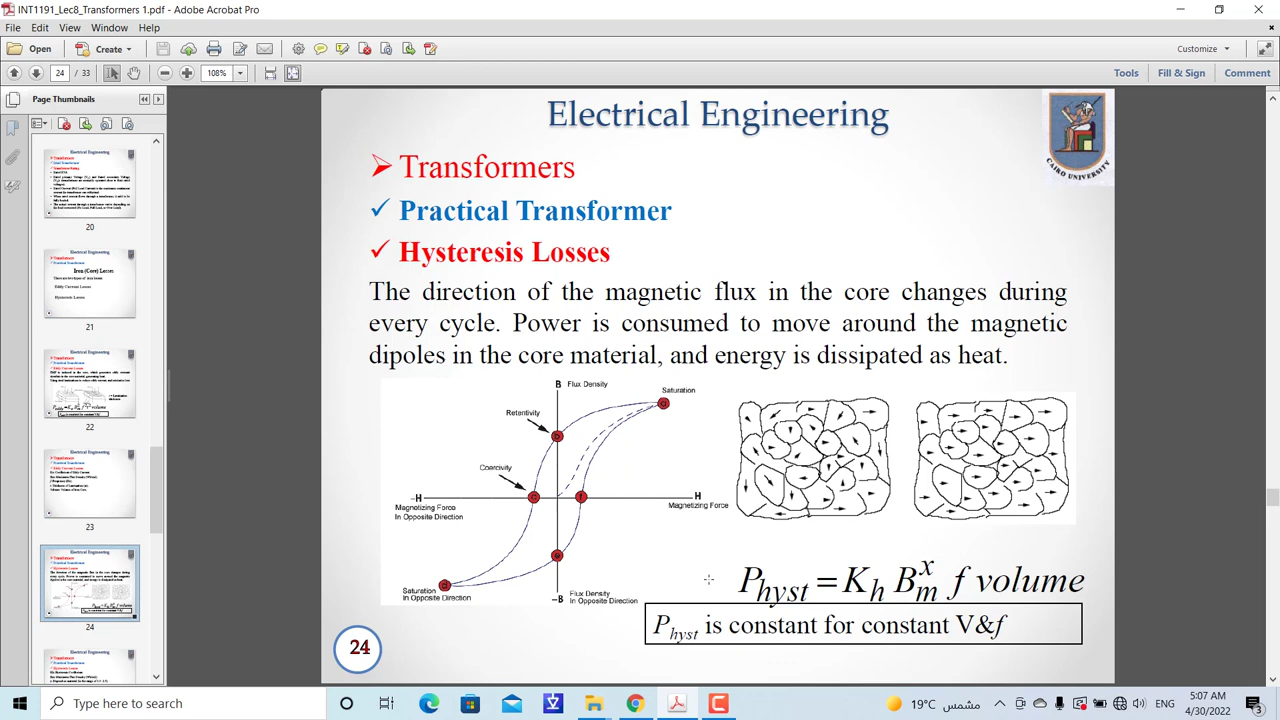 INT1191_Lec8_Transformers 1.pdf - Adobe Acrobat Pro
File Edit View Window Help
Open Create Customize
24 / 33 108% Tools Fill & Sign Comment
Page Thumbnails
20
21
22
23
24
Electrical Engineering
CAIRO UNIVERSITY
Transformers
Practical Transformer
Hysteresis Losses
The direction of the magnetic flux in the core changes during
every cycle. Power is consumed to move around the magnetic
dipoles in the core material, and energy is dissipated as heat.
B Flux Density
Saturation
Retentivity
Coercivity
-H
Magnetizing Force
In Opposite Direction
H
Magnetizing Force
a
b
c
d
e
f
Saturation
In Opposite Direction
-B Flux Density
In Opposite Direction
P_hyst = K_h B_m^x f volume
P_hyst is constant for constant V&f
24
Type here to search
19°C مشمس
ENG
5:07 AM
4/30/2022
3